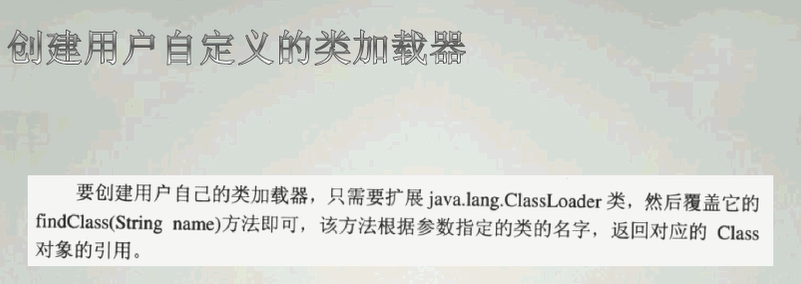 创建用户自定义的类加载器
要创建用户自己的类加载器，只需要扩展 java.lang.ClassLoader 类，然后覆盖它的
findClass(String name)方法即可，该方法根据参数指定的类的名字，返回对应的 Class
对象的引用。